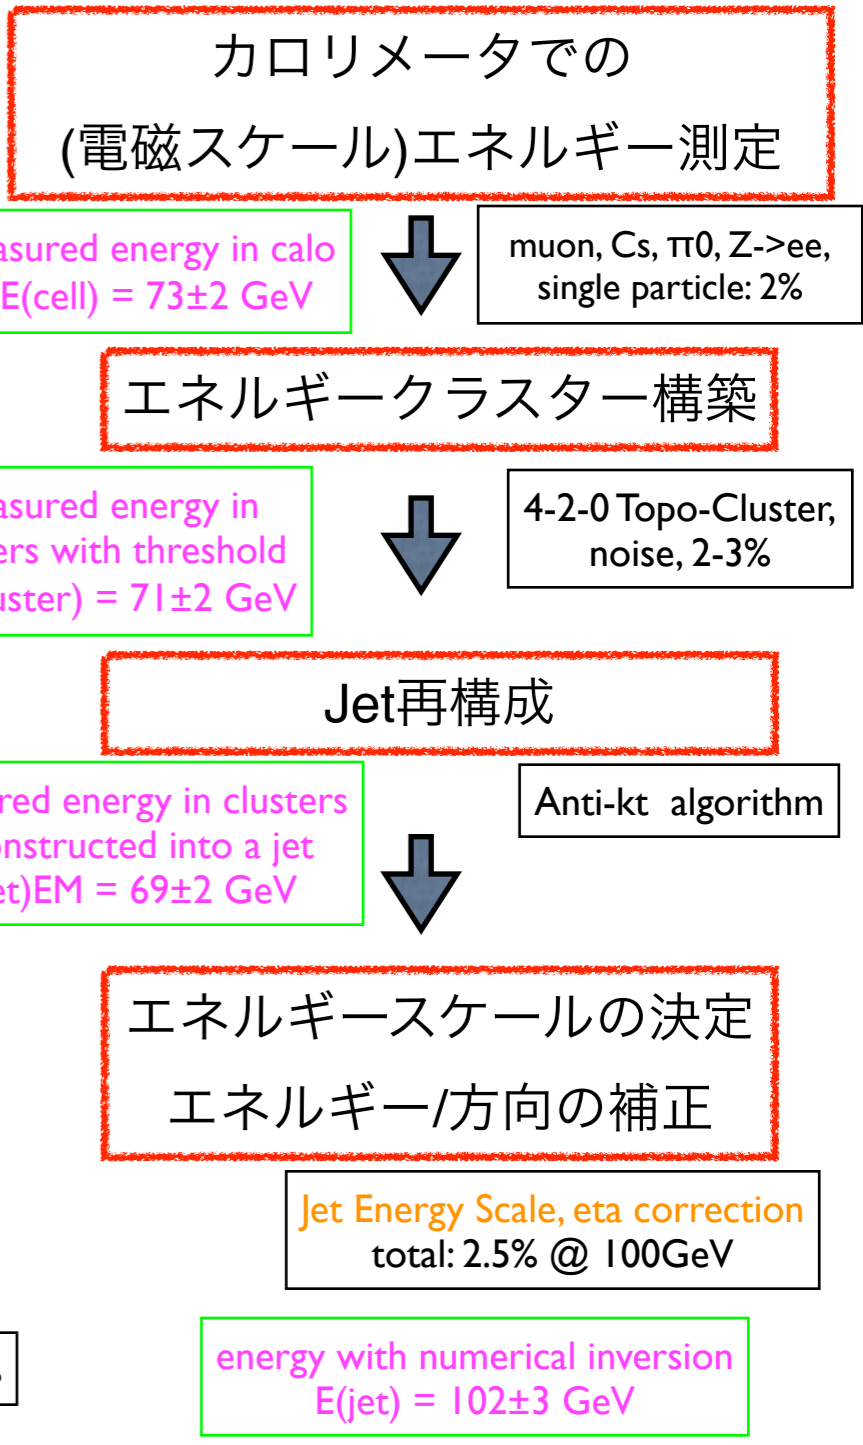 カロリメータでの
(電磁スケール)エネルギー測定
asured energy in calo
E(cell) = 73±2 GeV
muon, Cs, π0, Z->ee,
single particle: 2%
エネルギークラスター構築
asured energy in
ers with threshold
uster) = 71±2 GeV
4-2-0 Topo-Cluster,
noise, 2-3%
Jet再構成
red energy in clusters
onstructed into a jet
et)EM = 69±2 GeV
Anti-kt algorithm
エネルギースケールの決定
エネルギー/方向の補正
Jet Energy Scale, eta correction
total: 2.5% @ 100GeV
energy with numerical inversion
E(jet) = 102±3 GeV